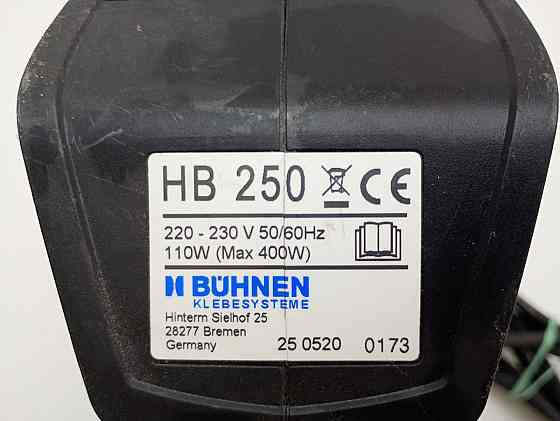 HB 250 CE
220 - 230 V 50/60Hz
110W (Max 400W)
BÜHNEN
KLEBESYSTEME
Hinterm Sielhof 25
28277 Bremen
Germany 25 0520 0173